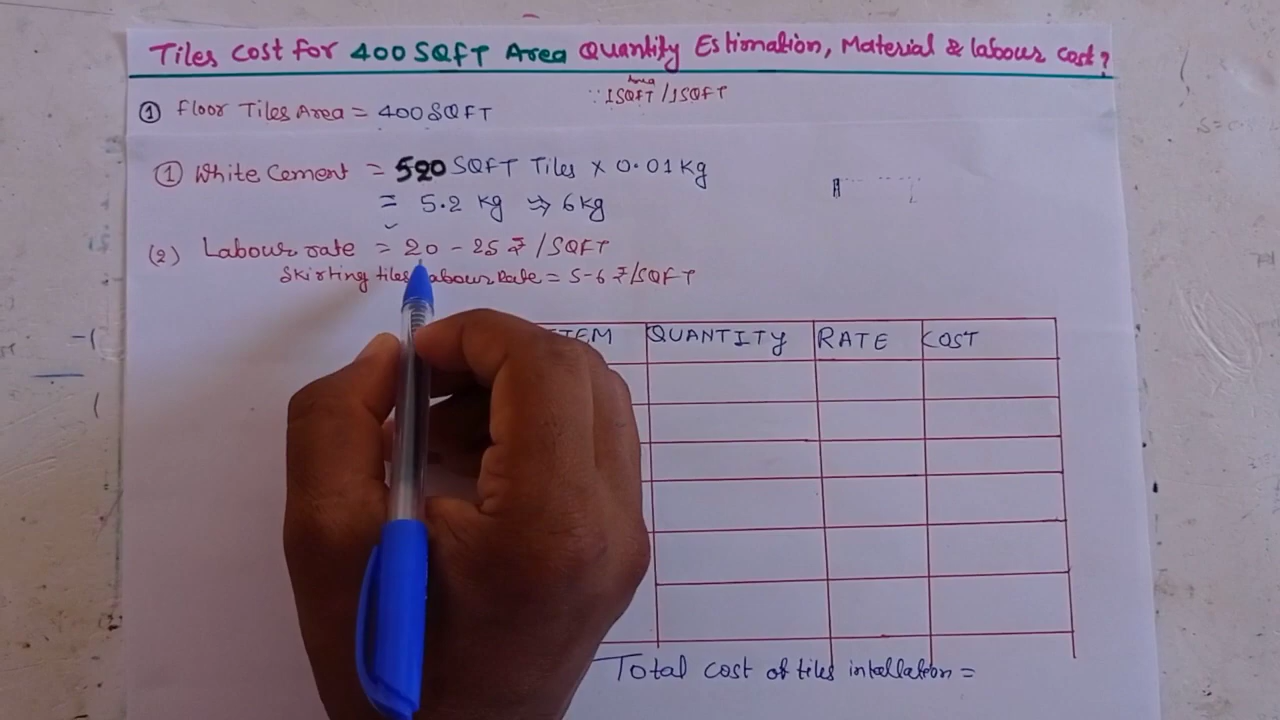 Tiles Cost for 400 SQFT Area Quantity Estimation, Material & labour cost?
Area
∵ 1SQFT/1SQFT
① Floor Tiles Area = 400 SQFT
① White Cement = 520 SQFT Tiles × 0.01 Kg
= 5.2 kg ⇒ 6 kg
(2) Labour rate = 20 - 25 ₹ / SQFT
Skirting tiles labour Rate = 5-6 ₹/SQFT
QUANTITY RATE COST
Total cost of tiles intallation =